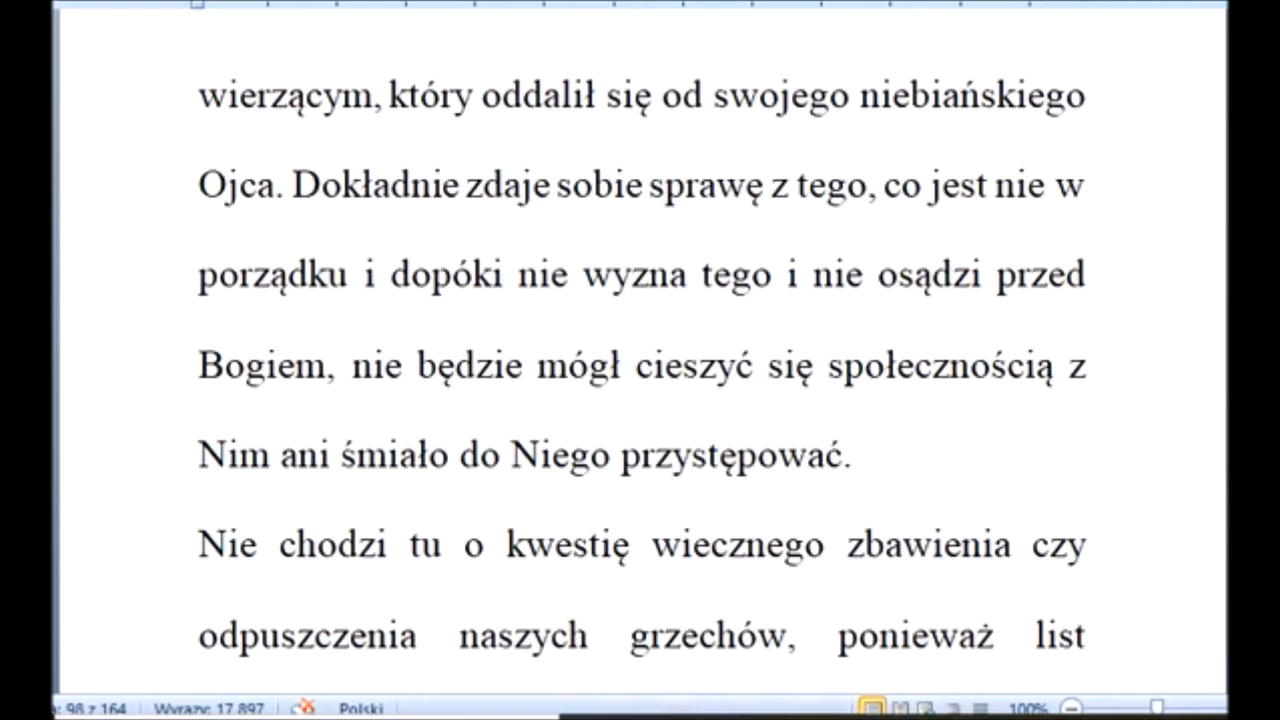 wierzącym, który oddalił się od swojego niebiańskiego
Ojca. Dokładnie zdaje sobie sprawę z tego, co jest nie w
porządku i dopóki nie wyzna tego i nie osądzi przed
Bogiem, nie będzie mógł cieszyć się społecznością z
Nim ani śmiało do Niego przystępować.
Nie chodzi tu o kwestię wiecznego zbawienia czy
odpuszczenia naszych grzechów, ponieważ list
98 z 164 Wyrazy: 17 897 Polski 100%